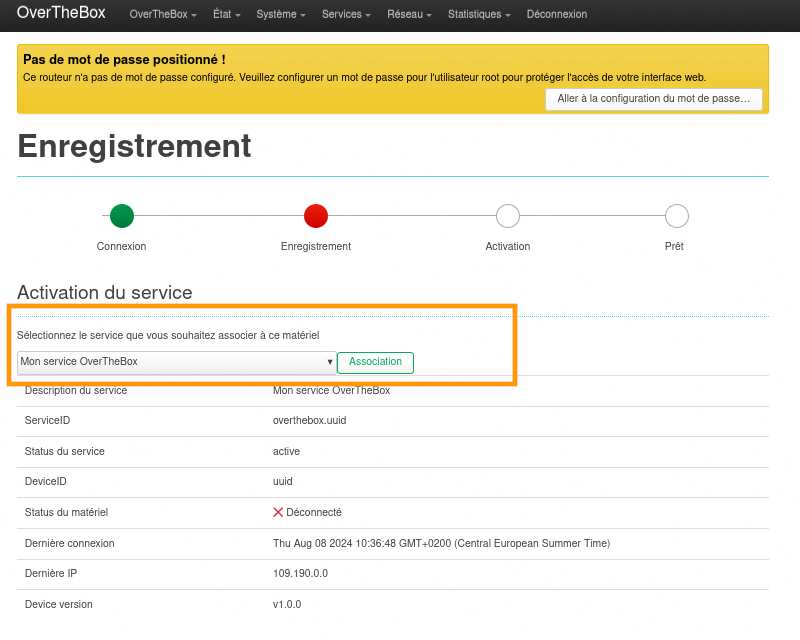 OverTheBox OverTheBox État Système Services Réseau Statistiques Déconnexion
Pas de mot de passe positionné !
Ce routeur n'a pas de mot de passe configuré. Veuillez configurer un mot de passe pour l'utilisateur root pour protéger l'accès de votre interface web.
Aller à la configuration du mot de passe…
Enregistrement
Connexion Enregistrement Activation Prêt
Activation du service
Sélectionnez le service que vous souhaitez associer à ce matériel
Mon service OverTheBox Association
Description du service Mon service OverTheBox
ServiceID overthebox.uuid
Status du service active
DeviceID uuid
Status du matériel Déconnecté
Dernière connexion Thu Aug 08 2024 10:36:48 GMT+0200 (Central European Summer Time)
Dernière IP 109.190.0.0
Device version v1.0.0